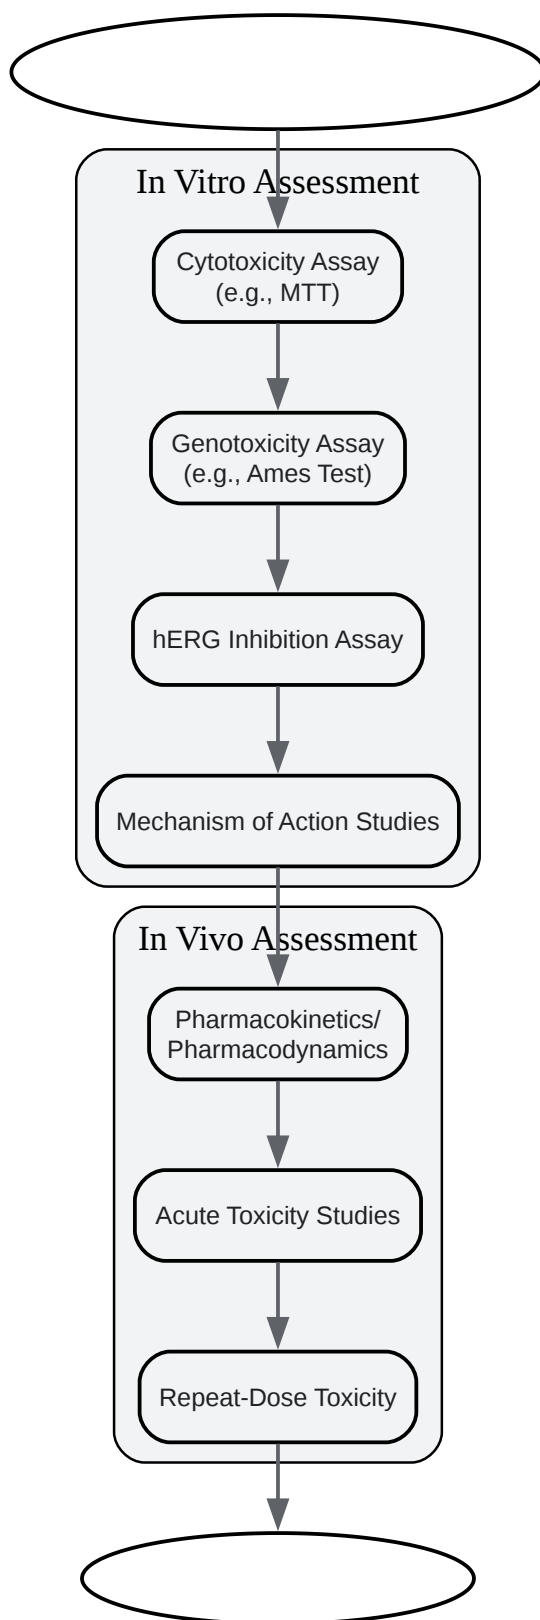 In Vitro Assessment
Cytotoxicity Assay
(e.g., MTT)
Genotoxicity Assay
(e.g., Ames Test)
hERG Inhibition Assay
Mechanism of Action Studies
In Vivo Assessment
Pharmacokinetics/
Pharmacodynamics
Acute Toxicity Studies
Repeat-Dose Toxicity